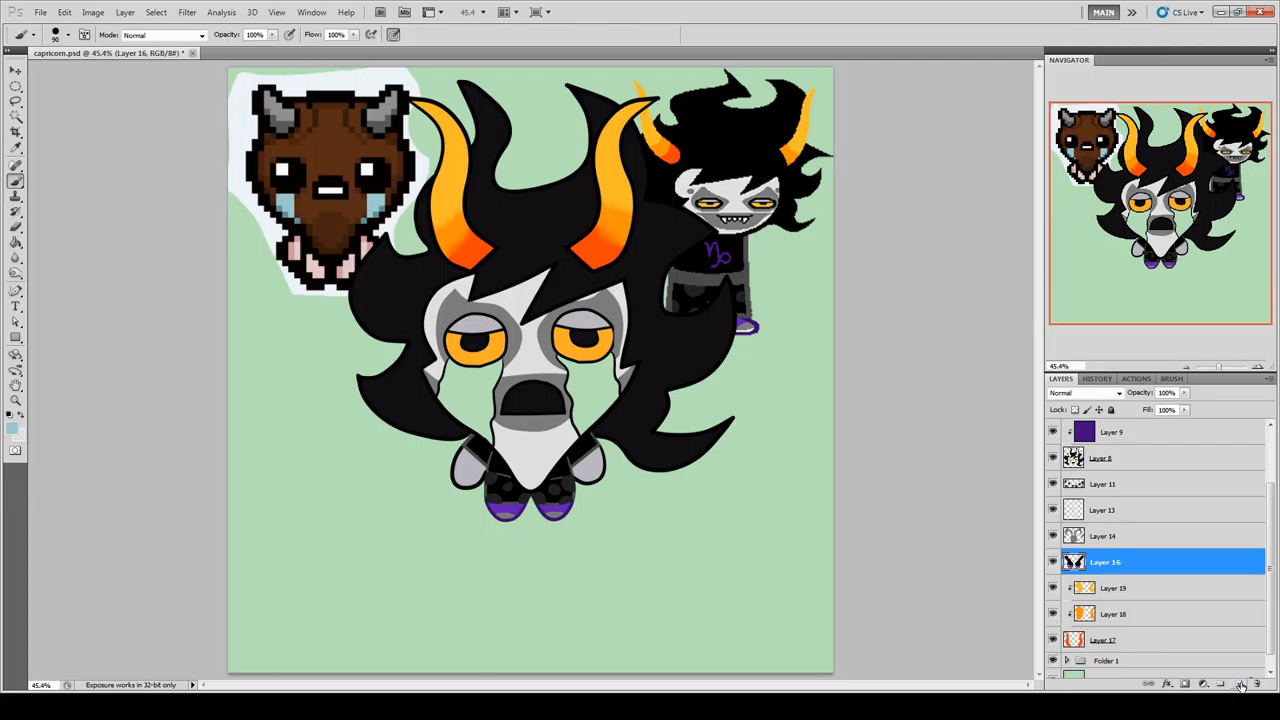 Ps File Edit Image Layer Select Filter Analysis 3D View Window Help 45.4 MAIN CS Live
90 Mode: Normal Opacity: 100% Flow: 100%
capricorn.psd @ 45.4% (Layer 16, RGB/8#) *
NAVIGATOR
45.4%
LAYERS HISTORY ACTIONS BRUSH
Normal Opacity: 100%
Lock: Fill: 100%
Layer 9
Layer 8
Layer 11
Layer 13
Layer 14
Layer 16
Layer 19
Layer 18
Layer 17
Folder 1
45.4% Exposure works in 32-bit only